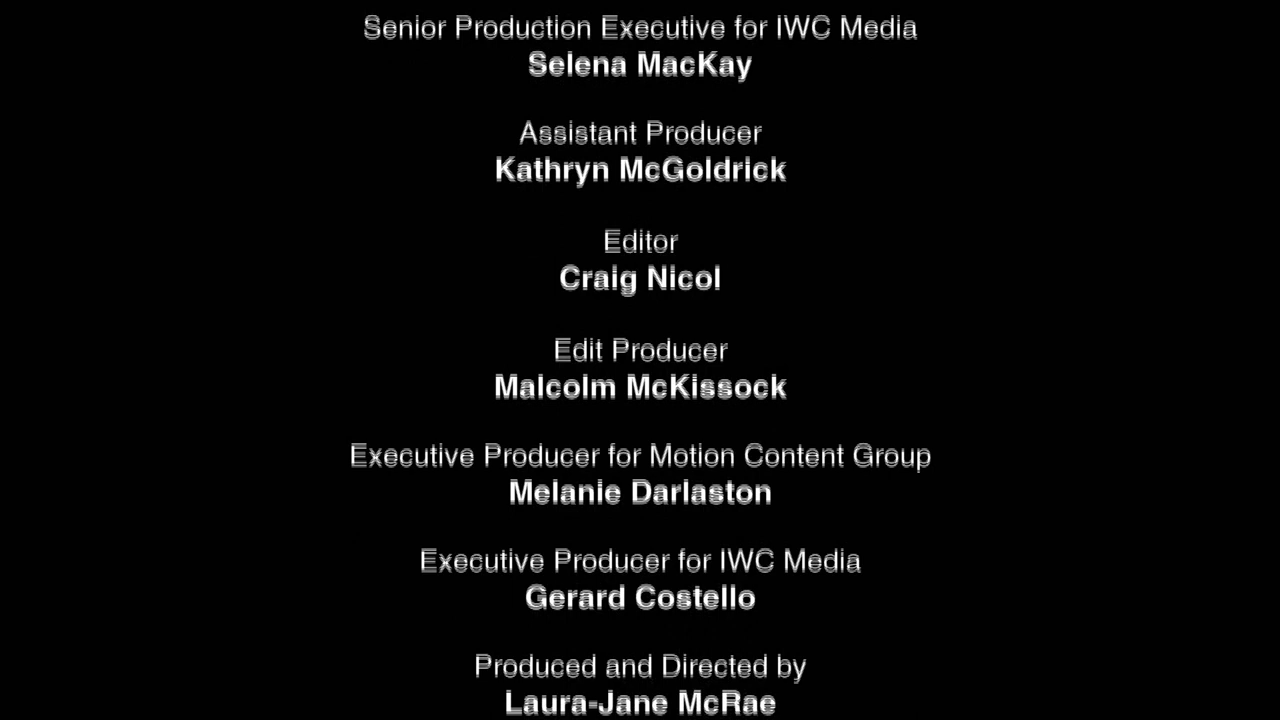 Senior Production Executive for IWC Media
Selena MacKay
Assistant Producer
Kathryn McGoldrick
Editor
Craig Nicol
Edit Producer
Malcolm McKissock
Executive Producer for Motion Content Group
Melanie Darlaston
Executive Producer for IWC Media
Gerard Costello
Produced and Directed by
Laura-Jane McRae